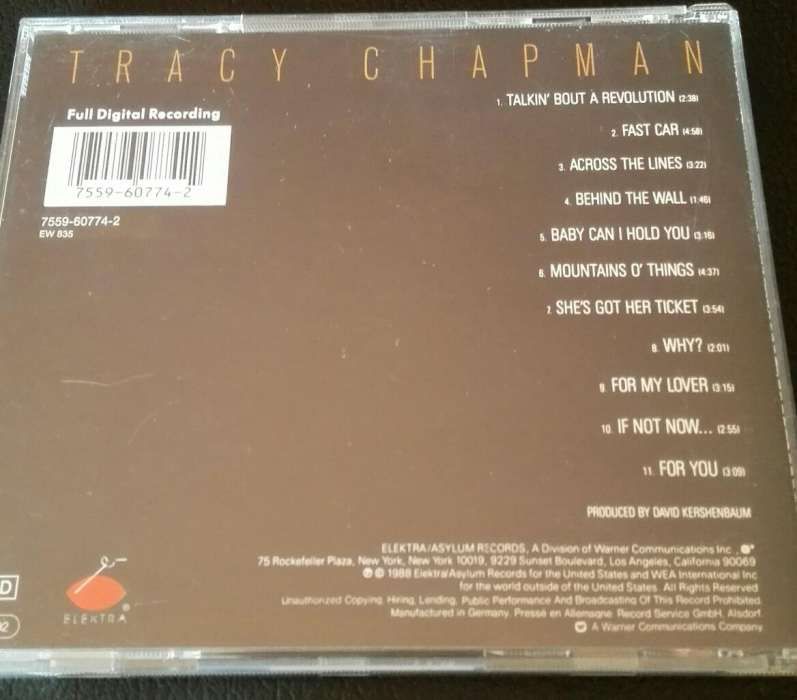 TRACY CHAPMAN
Full Digital Recording
7559-60774-2
7559-60774-2
EW 835
1. TALKIN' BOUT A REVOLUTION (2:38)
2. FAST CAR (4:58)
3. ACROSS THE LINES (3:22)
4. BEHIND THE WALL (1:46)
5. BABY CAN I HOLD YOU (3:16)
6. MOUNTAINS O' THINGS (4:37)
7. SHE'S GOT HER TICKET (3:54)
8. WHY? (2:01)
9. FOR MY LOVER (3:15)
10. IF NOT NOW... (2:55)
11. FOR YOU (3:09)
PRODUCED BY DAVID KERSHENBAUM
ELEKTRA/ASYLUM RECORDS, A Division of Warner Communications Inc.,
75 Rockefeller Plaza, New York, New York 10019, 9229 Sunset Boulevard, Los Angeles, California 90069
℗ © 1988 Elektra/Asylum Records for the United States and WEA International Inc.
for the world outside of the United States. All Rights Reserved.
Unauthorized Copying, Hiring, Lending, Public Performance And Broadcasting Of This Record Prohibited.
Manufactured in Germany. Pressé en Allemagne. Record Service GmbH, Alsdorf.
A Warner Communications Company
ELEKTRA ®